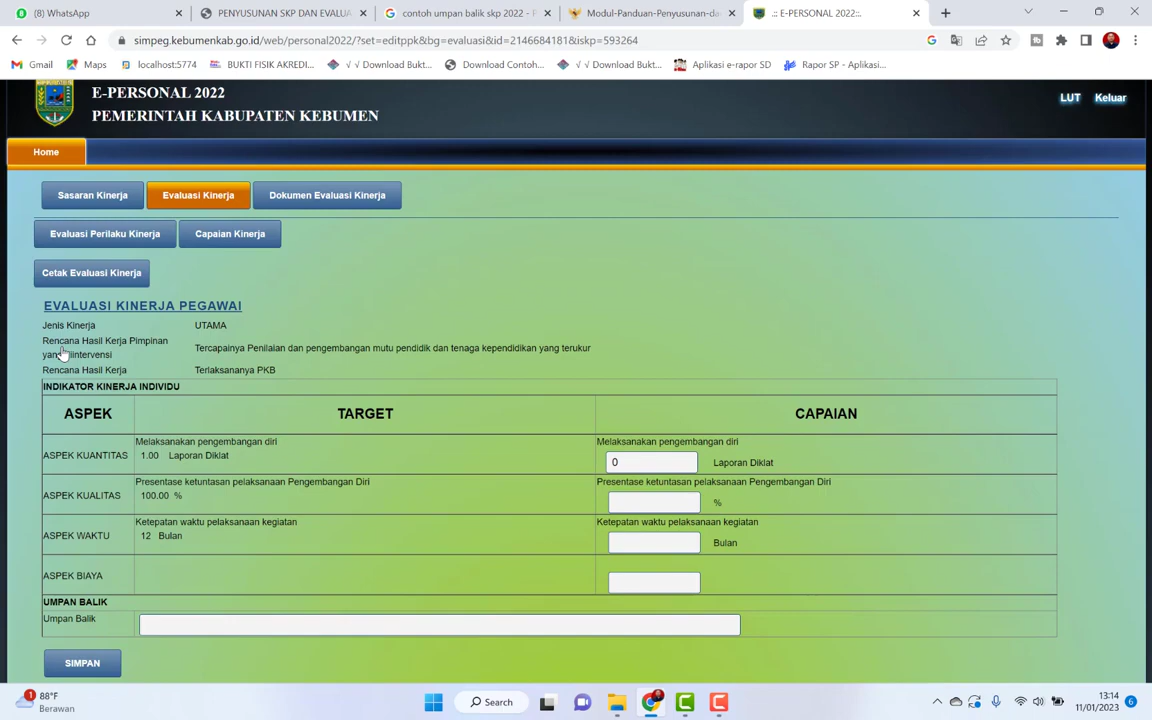 WhatsApp
PENYUSUNAN SKP DAN EVALUA
contoh umpan balik skp 2022 - P
Modul-Panduan-Penyusunan-da
.:: E-PERSONAL 2022::.
simpeg.kebumenkab.go.id/web/personal2022/?set=editppk&bg=evaluasi&id=2146684181&iskp=593264
Gmail
Maps
localhost:5774
BUKTI FISIK AKREDI...
√ √ Download Bukt...
Download Contoh...
√ √ Download Bukt...
Aplikasi e-rapor SD
Rapor SP - Aplikasi...
E-PERSONAL 2022
PEMERINTAH KABUPATEN KEBUMEN
LUT
Keluar
Home
Sasaran Kinerja
Evaluasi Kinerja
Dokumen Evaluasi Kinerja
Evaluasi Perilaku Kinerja
Capaian Kinerja
Cetak Evaluasi Kinerja
EVALUASI KINERJA PEGAWAI
Jenis Kinerja UTAMA
Rencana Hasil Kerja Pimpinan
Tercapainya Penilaian dan pengembangan mutu pendidik dan tenaga kependidikan yang terukur
Rencana Hasil Kerja Terlaksananya PKB
INDIKATOR KINERJA INDIVIDU
ASPEK TARGET CAPAIAN
ASPEK KUANTITAS
Melaksanakan pengembangan diri
1.00 Laporan Diklat
Melaksanakan pengembangan diri
0 Laporan Diklat
ASPEK KUALITAS
Presentase ketuntasan pelaksanaan Pengembangan Diri
100.00 %
Presentase ketuntasan pelaksanaan Pengembangan Diri
%
ASPEK WAKTU
Ketepatan waktu pelaksanaan kegiatan
12 Bulan
Ketepatan waktu pelaksanaan kegiatan
Bulan
ASPEK BIAYA
UMPAN BALIK
Umpan Balik
SIMPAN
1
88°F
Berawan
Search
13:14
11/01/2023
6